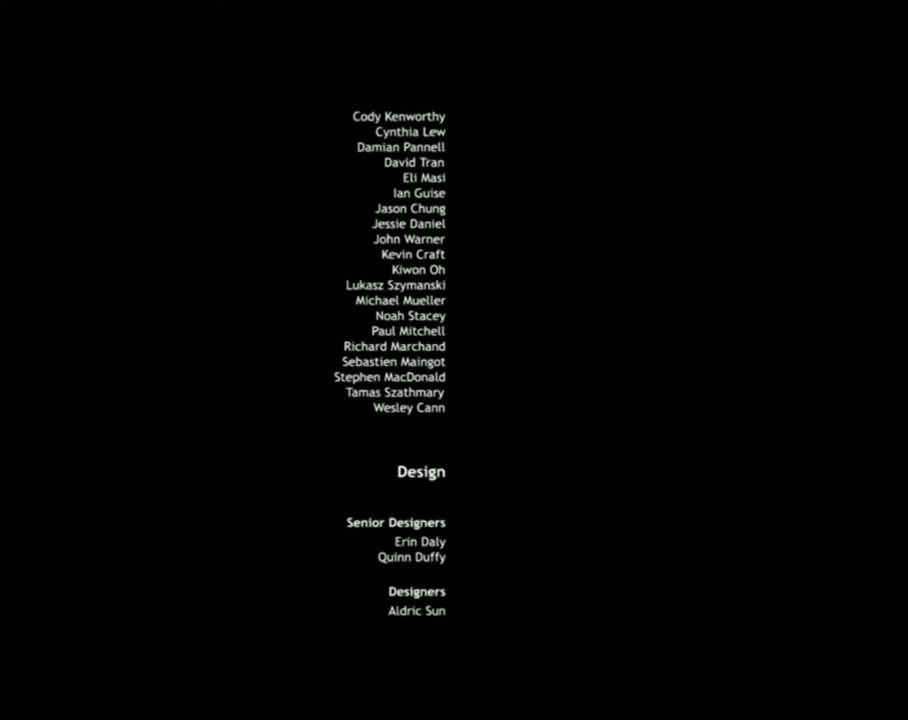 Cody Kenworthy
Cynthia Lew
Damian Pannell
David Tran
Eli Masi
Ian Guise
Jason Chung
Jessie Daniel
John Warner
Kevin Craft
Kiwon Oh
Lukasz Szymanski
Michael Mueller
Noah Stacey
Paul Mitchell
Richard Marchand
Sebastien Maingot
Stephen MacDonald
Tamas Szathmary
Wesley Cann
Design
Senior Designers
Erin Daly
Quinn Duffy
Designers
Aldric Sun